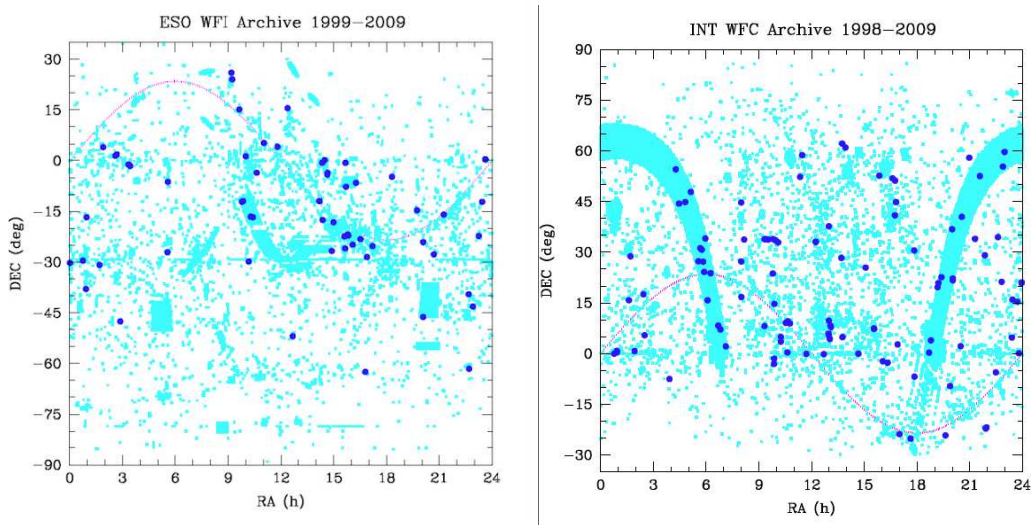 ESO WFI Archive 1999−2009
30
15
0
−15
−30
−45
−60
−75
−90
DEC (deg)
0 3 6 9 12 15 18 21 24
RA (h)
INT WFC Archive 1998−2009
90
75
60
45
30
15
0
−15
−30
DEC (deg)
0 3 6 9 12 15 18 21 24
RA (h)